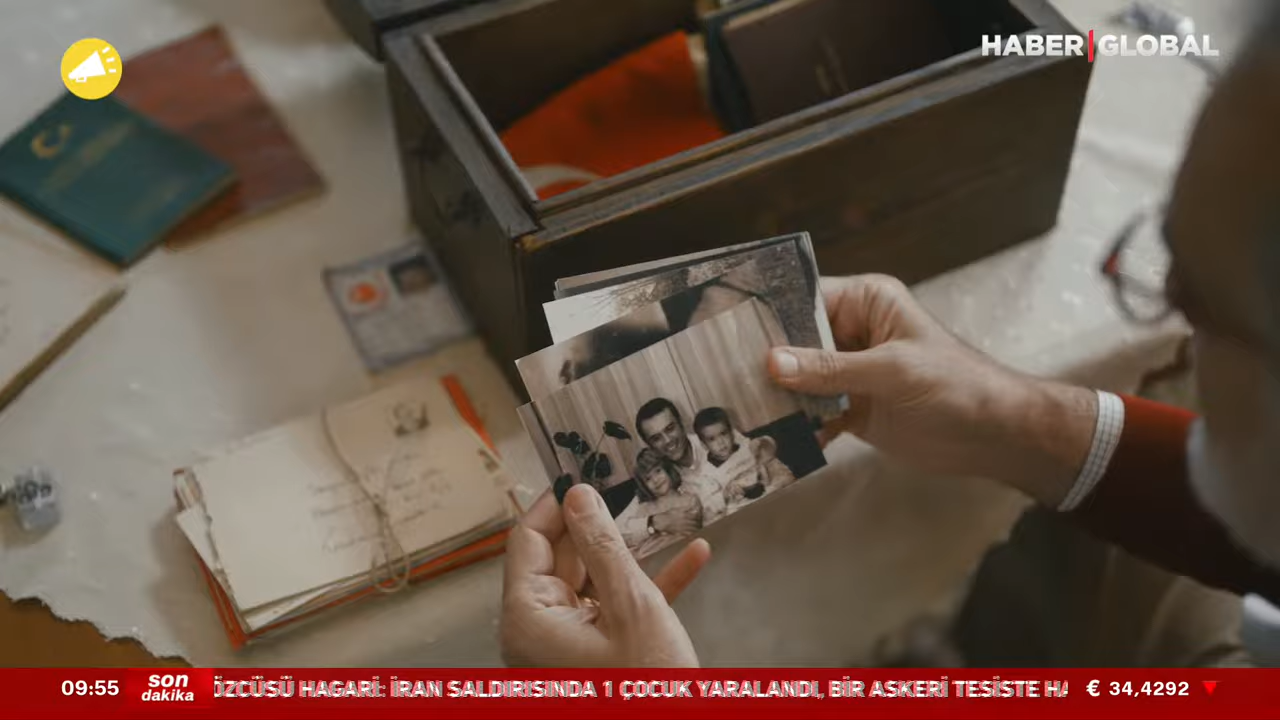 HABER GLOBAL
09:55
son
dakika
ÖZCÜSÜ HAGARİ: İRAN SALDIRISINDA 1 ÇOCUK YARALANDI, BİR ASKERİ TESİSTE
€ 34,4292